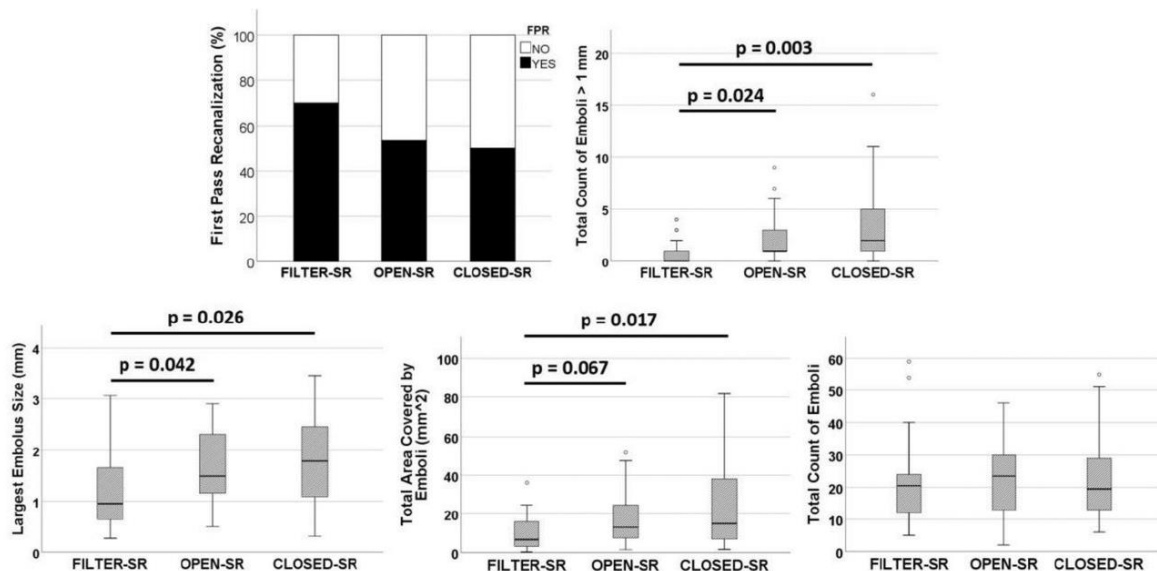 FPR
NO
YES
First Pass Recanalization (%)
100
80
60
40
20
0
FILTER-SR OPEN-SR CLOSED-SR
p = 0.003
p = 0.024
Total Count of Emboli > 1 mm
20
15
10
5
0
FILTER-SR OPEN-SR CLOSED-SR
p = 0.026
p = 0.042
Largest Embolus Size (mm)
4
3
2
1
0
FILTER-SR OPEN-SR CLOSED-SR
p = 0.017
p = 0.067
Total Area Covered by
Emboli (mm^2)
100
80
60
40
20
0
FILTER-SR OPEN-SR CLOSED-SR
Total Count of Emboli
60
50
40
30
20
10
0
FILTER-SR OPEN-SR CLOSED-SR